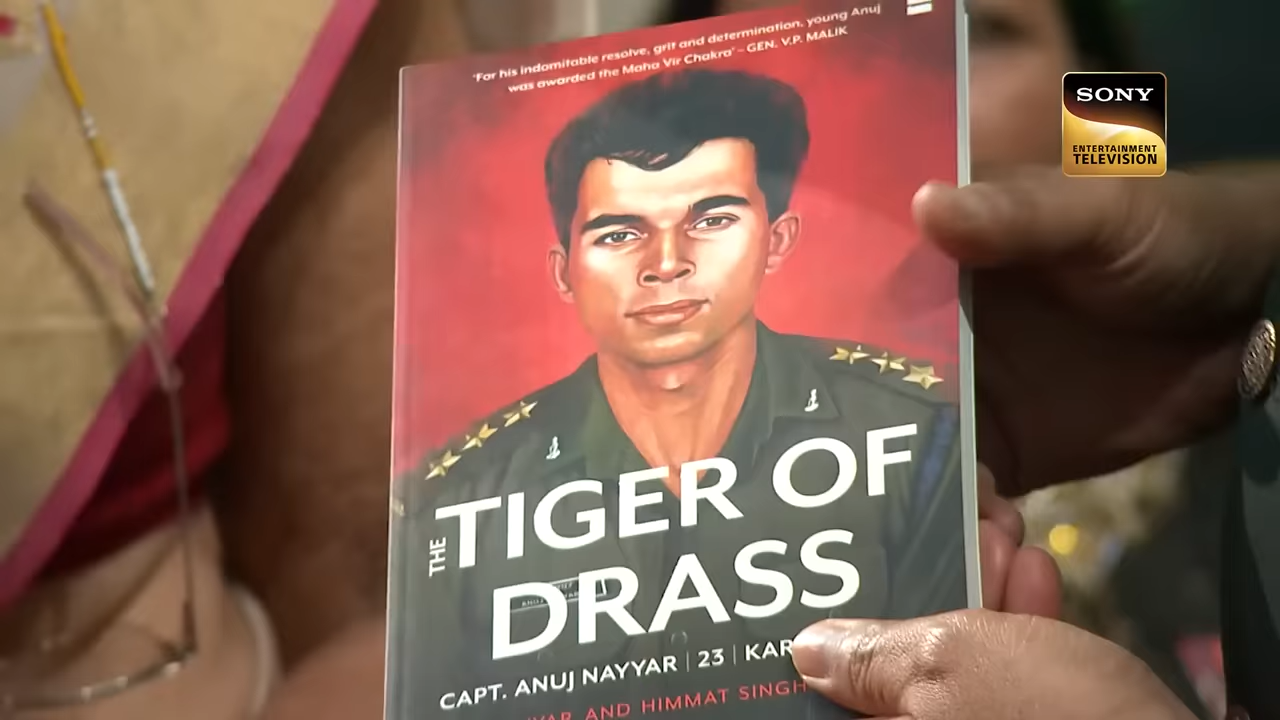 'For his indomitable resolve, grit and determination, young Anuj
was awarded the Maha Vir Chakra' – GEN. V.P. MALIK
SONY
ENTERTAINMENT
TELEVISION
THE TIGER OF
DRASS
CAPT. ANUJ NAYYAR | 23 |
AND HIMMAT SINGH